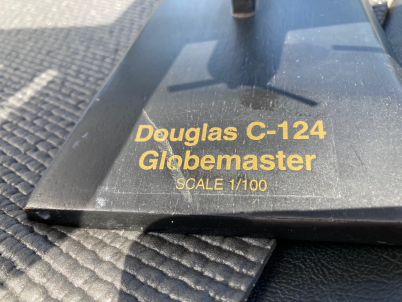 Douglas C-124
Globemaster
SCALE 1/100